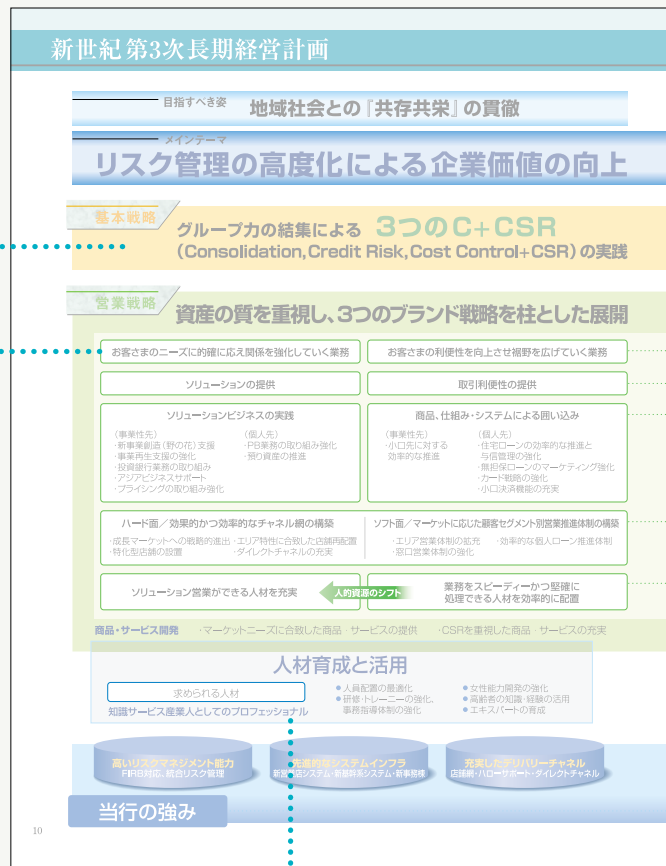 新世紀 第3次長期経営計画
目指すべき姿 地域社会との『共存共栄』の貫徹
メインテーマ
リスク管理の高度化による企業価値の向上
基本戦略
グループ力の結集による 3つのC+CSR
(Consolidation,Credit Risk,Cost Control+CSR)の実践
営業戦略
資産の質を重視し、3つのブランド戦略を柱とした展開
お客さまのニーズに的確に応え関係を強化していく業務
お客さまの利便性を向上させ裾野を広げていく業務
ソリューションの提供
取引利便性の提供
ソリューションビジネスの実践
〈事業性先〉
・新事業創造(野の花)支援
・事業再生支援の強化
・投資銀行業務の取り組み
・アジアビジネスサポート
・プライシングの取り組み強化
〈個人先〉
・PB業務の取り組み強化
・預り資産の推進
商品、仕組み・システムによる囲い込み
〈事業性先〉
・小口先に対する
効率的な推進
〈個人先〉
・住宅ローンの効率的な推進と
与信管理の強化
・無担保ローンのマーケティング強化
・カード戦略の強化
・小口決済機能の充実
ハード面/効果的かつ効率的なチャネル網の構築
・成長マーケットへの戦略的進出 ・エリア特性に合致した店舗再配置
・特化型店舗の設置 ・ダイレクトチャネルの充実
ソフト面/マーケットに応じた顧客セグメント別営業推進体制の構築
・エリア営業体制の拡充 ・効率的な個人ローン推進体制
・窓口営業体制の強化
ソリューション営業ができる人材を充実
人的資源のシフト
業務をスピーディーかつ堅確に
処理できる人材を効率的に配置
商品・サービス開発 ・マーケットニーズに合致した商品・サービスの提供 ・CSRを重視した商品・サービスの充実
人材育成と活用
求められる人材
知識サービス産業人としてのプロフェッショナル
●人員配置の最適化
●研修・トレーニーの強化、
事務指導体制の強化
●女性能力開発の強化
●高齢者の知識・経験の活用
●エキスパートの育成
高いリスクマネジメント能力
FIRB対応、統合リスク管理
先進的なシステムインフラ
新営業店システム・新基幹系システム・新事務棟
充実したデリバリーチャネル
店舗網・ハローサポート・ダイレクトチャネル
当行の強み
10